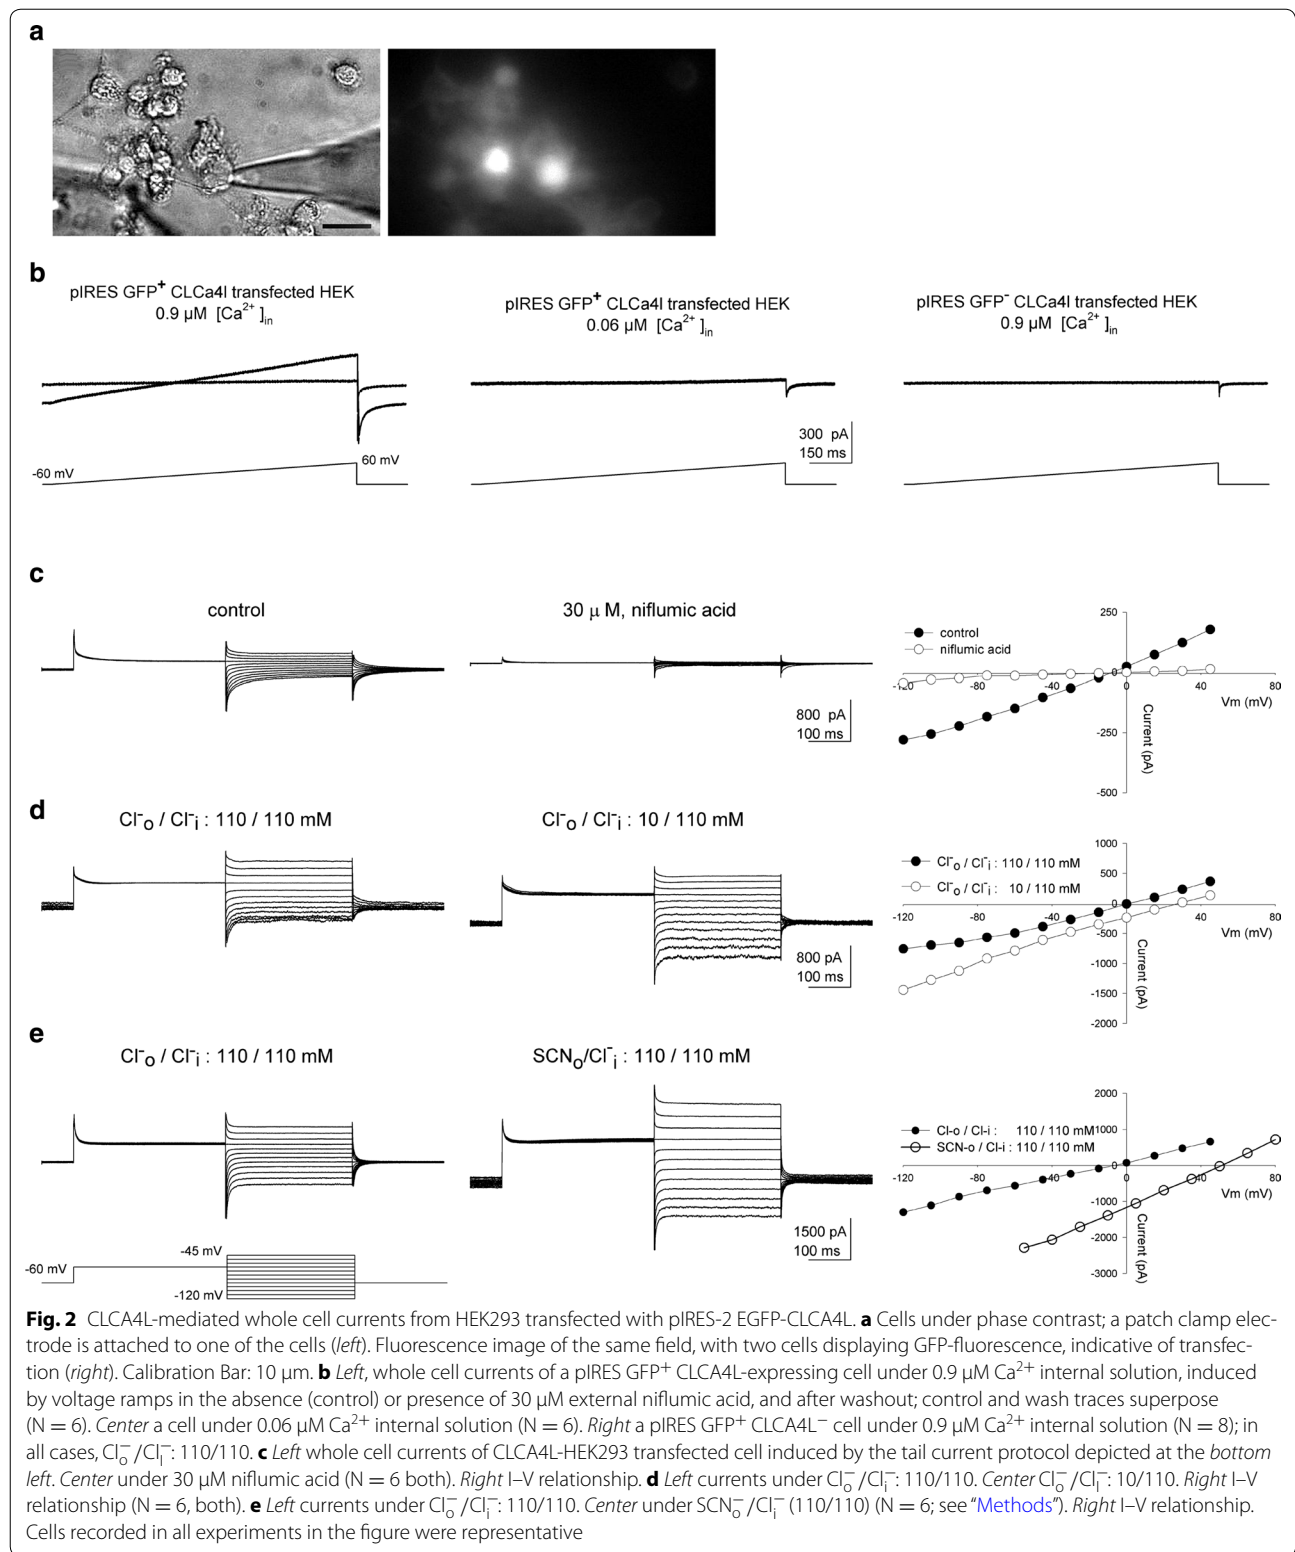 a
b
pIRES GFP⁺ CLCa4l transfected HEK
0.9 µM [Ca²⁺]in
pIRES GFP⁺ CLCa4l transfected HEK
0.06 µM [Ca²⁺]in
pIRES GFP⁻ CLCa4l transfected HEK
0.9 µM [Ca²⁺]in
-60 mV
60 mV
300 pA
150 ms
c
control
30 µ M, niflumic acid
800 pA
100 ms
control
niflumic acid
250
-120
-80
-40
0
40
80
Vm (mV)
-250
-500
Current (pA)
d
Cl⁻o / Cl⁻i : 110 / 110 mM
Cl⁻o / Cl⁻i : 10 / 110 mM
800 pA
100 ms
Cl⁻o / Cl⁻i : 110 / 110 mM
Cl⁻o / Cl⁻i : 10 / 110 mM
1000
500
-120
-80
-40
0
40
80
Vm (mV)
-500
-1000
-1500
-2000
Current (pA)
e
Cl⁻o / Cl⁻i : 110 / 110 mM
SCNo/Cl⁻i : 110 / 110 mM
1500 pA
100 ms
-45 mV
-60 mV
-120 mV
Cl-o / Cl-i : 110 / 110 mM
SCN-o / Cl-i : 110 / 110 mM
2000
1000
-120
-80
-40
0
40
80
Vm (mV)
-1000
-2000
-3000
Current (pA)
Fig. 2 CLCA4L-mediated whole cell currents from HEK293 transfected with pIRES-2 EGFP-CLCA4L. a Cells under phase contrast; a patch clamp elec-
trode is attached to one of the cells (left). Fluorescence image of the same field, with two cells displaying GFP-fluorescence, indicative of transfec-
tion (right). Calibration Bar: 10 µm. b Left, whole cell currents of a pIRES GFP⁺ CLCA4L-expressing cell under 0.9 µM Ca²⁺ internal solution, induced
by voltage ramps in the absence (control) or presence of 30 µM external niflumic acid, and after washout; control and wash traces superpose
(N = 6). Center a cell under 0.06 µM Ca²⁺ internal solution (N = 6). Right a pIRES GFP⁺ CLCA4L⁻ cell under 0.9 µM Ca²⁺ internal solution (N = 8); in
all cases, Clo⁻/ClI⁻: 110/110. c Left whole cell currents of CLCA4L-HEK293 transfected cell induced by the tail current protocol depicted at the bottom
left. Center under 30 µM niflumic acid (N = 6 both). Right I–V relationship. d Left currents under Clo⁻/Cli⁻: 110/110. Center Clo⁻/ClI⁻: 10/110. Right I–V
relationship (N = 6, both). e Left currents under Clo⁻/Cli⁻: 110/110. Center under SCNo⁻/Cli⁻ (110/110) (N = 6; see “Methods”). Right I–V relationship.
Cells recorded in all experiments in the figure were representative